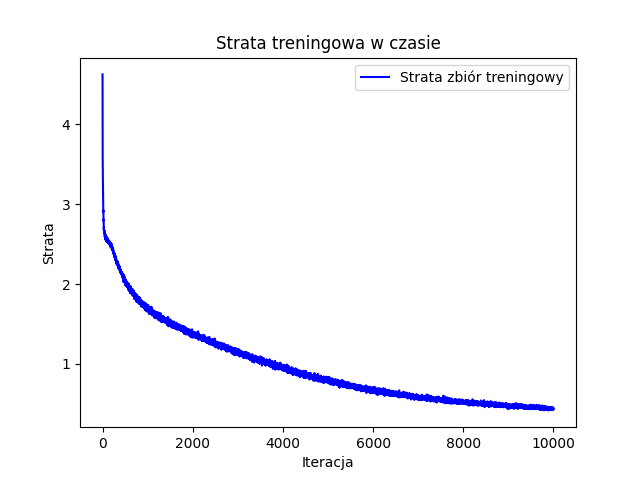 Strata treningowa w czasie
Strata zbiór treningowy
4
3
2
1
Strata
0
2000
4000
6000
8000
10000
Iteracja